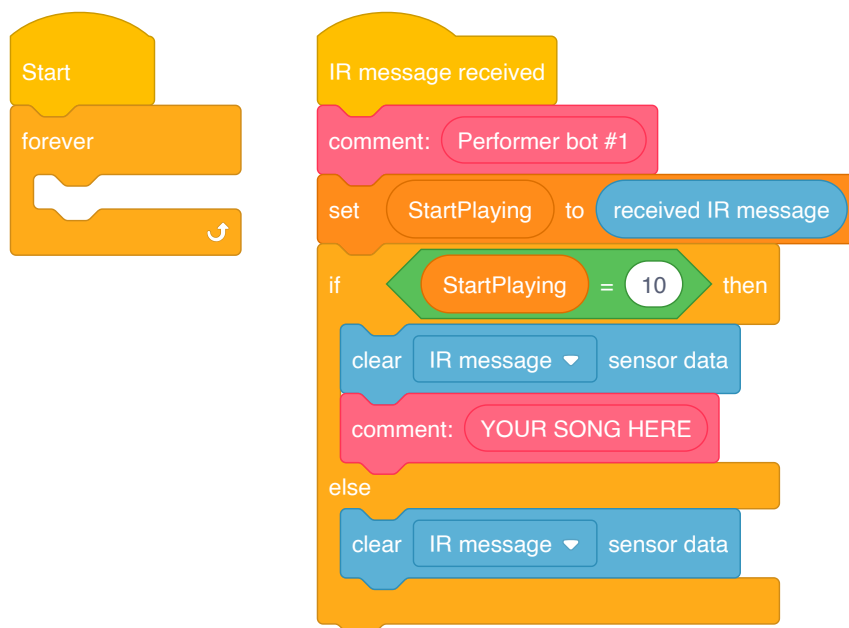 Start
forever
IR message received
comment: Performer bot #1
set StartPlaying to received IR message
if StartPlaying = 10 then
clear IR message sensor data
comment: YOUR SONG HERE
else
clear IR message sensor data